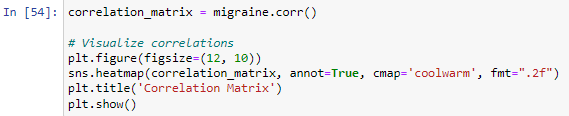 In [54]: correlation_matrix = migraine.corr()
# Visualize correlations
plt.figure(figsize=(12, 10))
sns.heatmap(correlation_matrix, annot=True, cmap='coolwarm', fmt=".2f")
plt.title('Correlation Matrix')
plt.show()